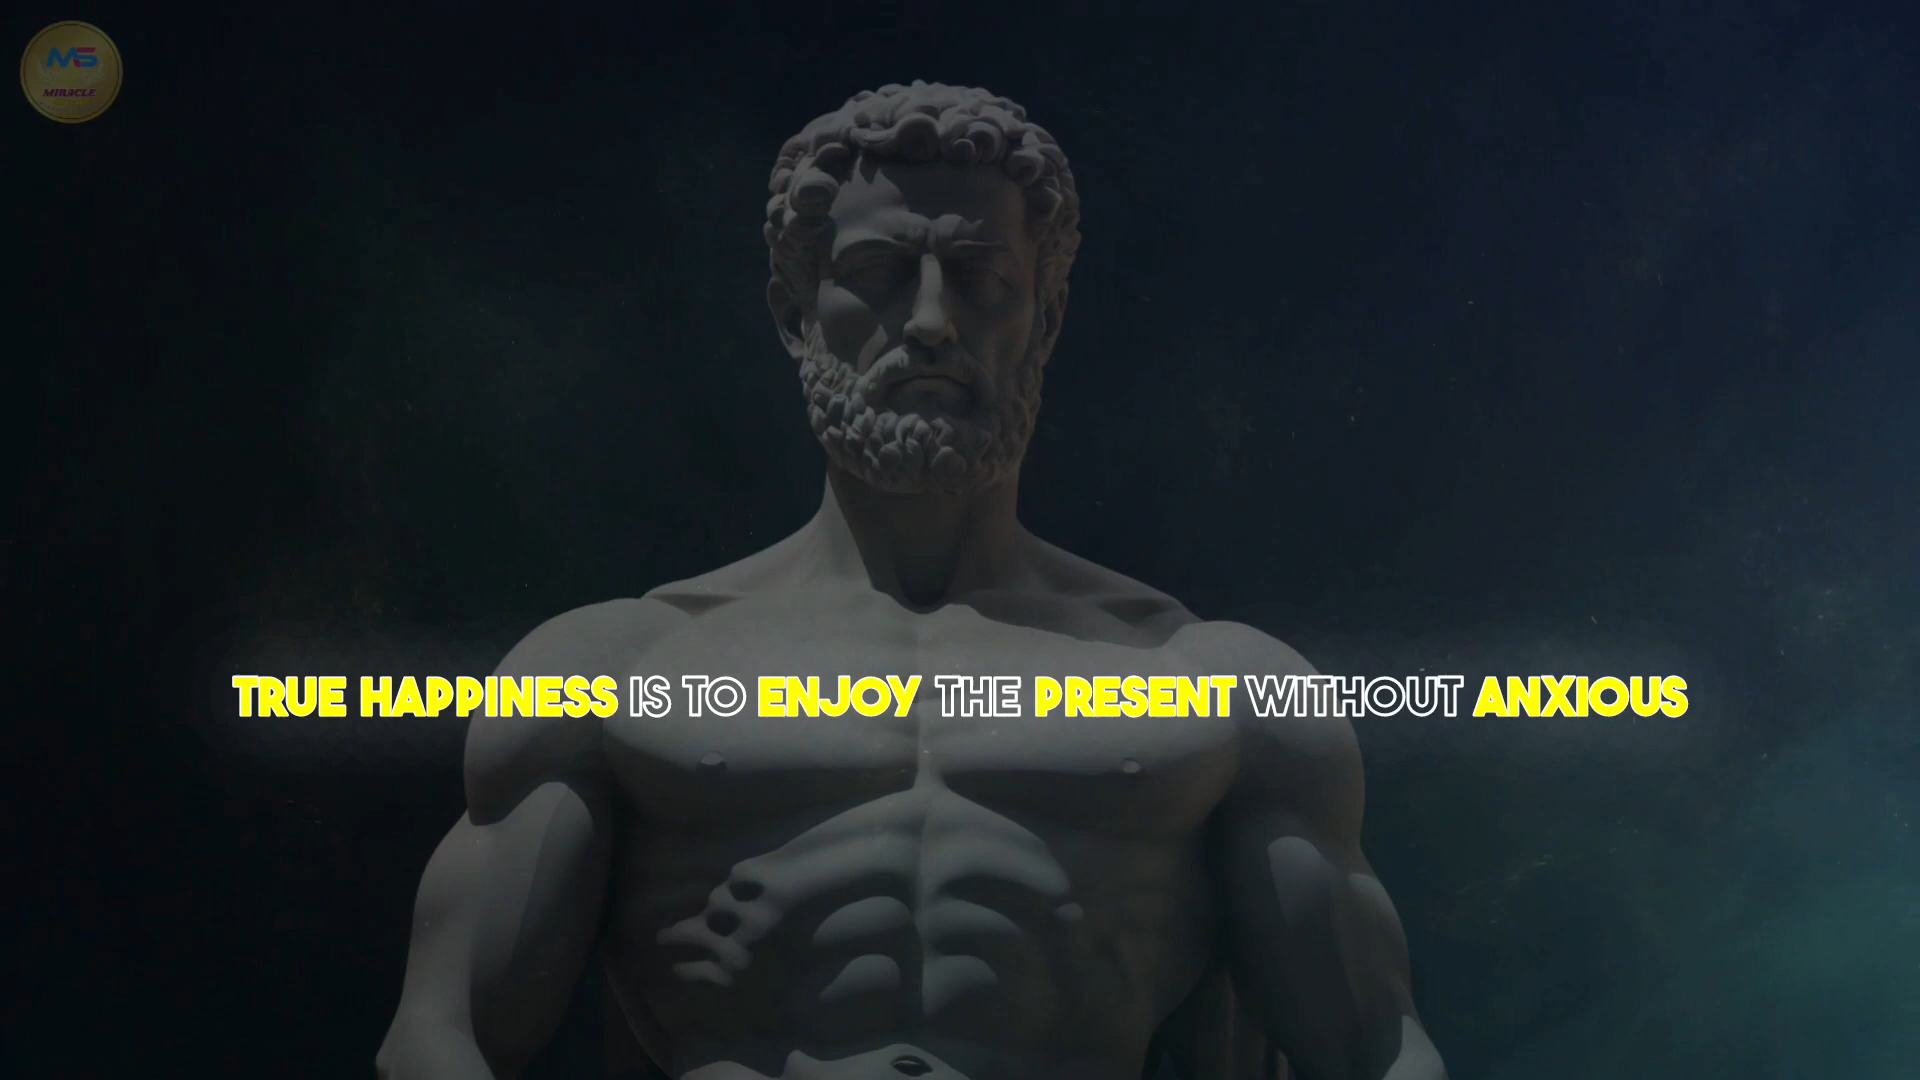 MS
MIRACLE
TRUE HAPPINESS IS TO ENJOY THE PRESENT WITHOUT ANXIOUS